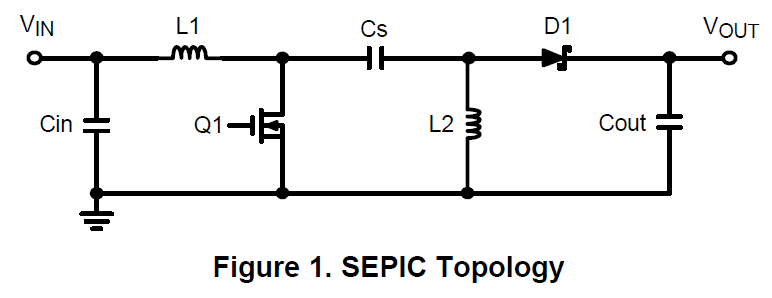 VIN
L1
Cs
D1
VOUT
Cin
Q1
L2
Cout
Figure 1. SEPIC Topology